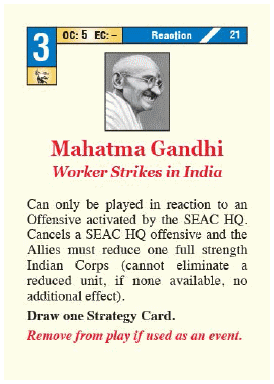 3 OC: 5 EC: – Reaction 21
Mahatma Gandhi
Worker Strikes in India
Can only be played in reaction to an
Offensive activated by the SEAC HQ.
Cancels a SEAC HQ offensive and the
Allies must reduce one full strength
Indian Corps (cannot eliminate a
reduced unit, if none available, no
additional effect).
Draw one Strategy Card.
Remove from play if used as an event.